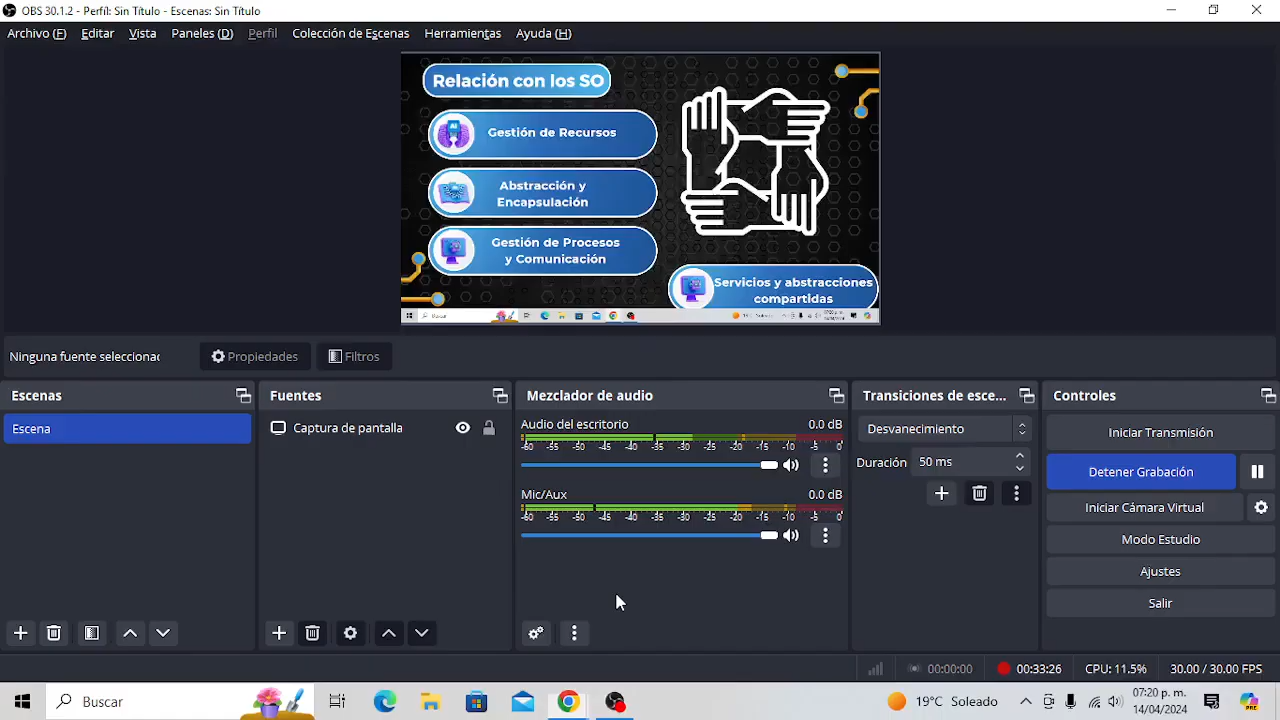 OBS 30.1.2 - Perfil: Sin Título - Escenas: Sin Título
Archivo (F) Editar Vista Paneles (D) Perfil Colección de Escenas Herramientas Ayuda (H)
Relación con los SO
Gestión de Recursos
Abstracción y
Encapsulación
Gestión de Procesos
y Comunicación
Servicios y abstracciones
compartidas
Buscar
Ninguna fuente seleccionad Propiedades Filtros
Escenas
Escena
Fuentes
Captura de pantalla
Mezclador de audio
Audio del escritorio 0.0 dB
-60 -55 -50 -45 -40 -35 -30 -25 -20 -15 -10 -5 0
Mic/Aux 0.0 dB
-60 -55 -50 -45 -40 -35 -30 -25 -20 -15 -10 -5 0
Transiciones de esce...
Desvanecimiento
Duración 50 ms
Controles
Iniciar Transmisión
Detener Grabación
Iniciar Cámara Virtual
Modo Estudio
Ajustes
Salir
00:00:00 00:33:26 CPU: 11.5% 30.00 / 30.00 FPS
Buscar
19°C Soleado
07:20 p. m.
14/04/2024